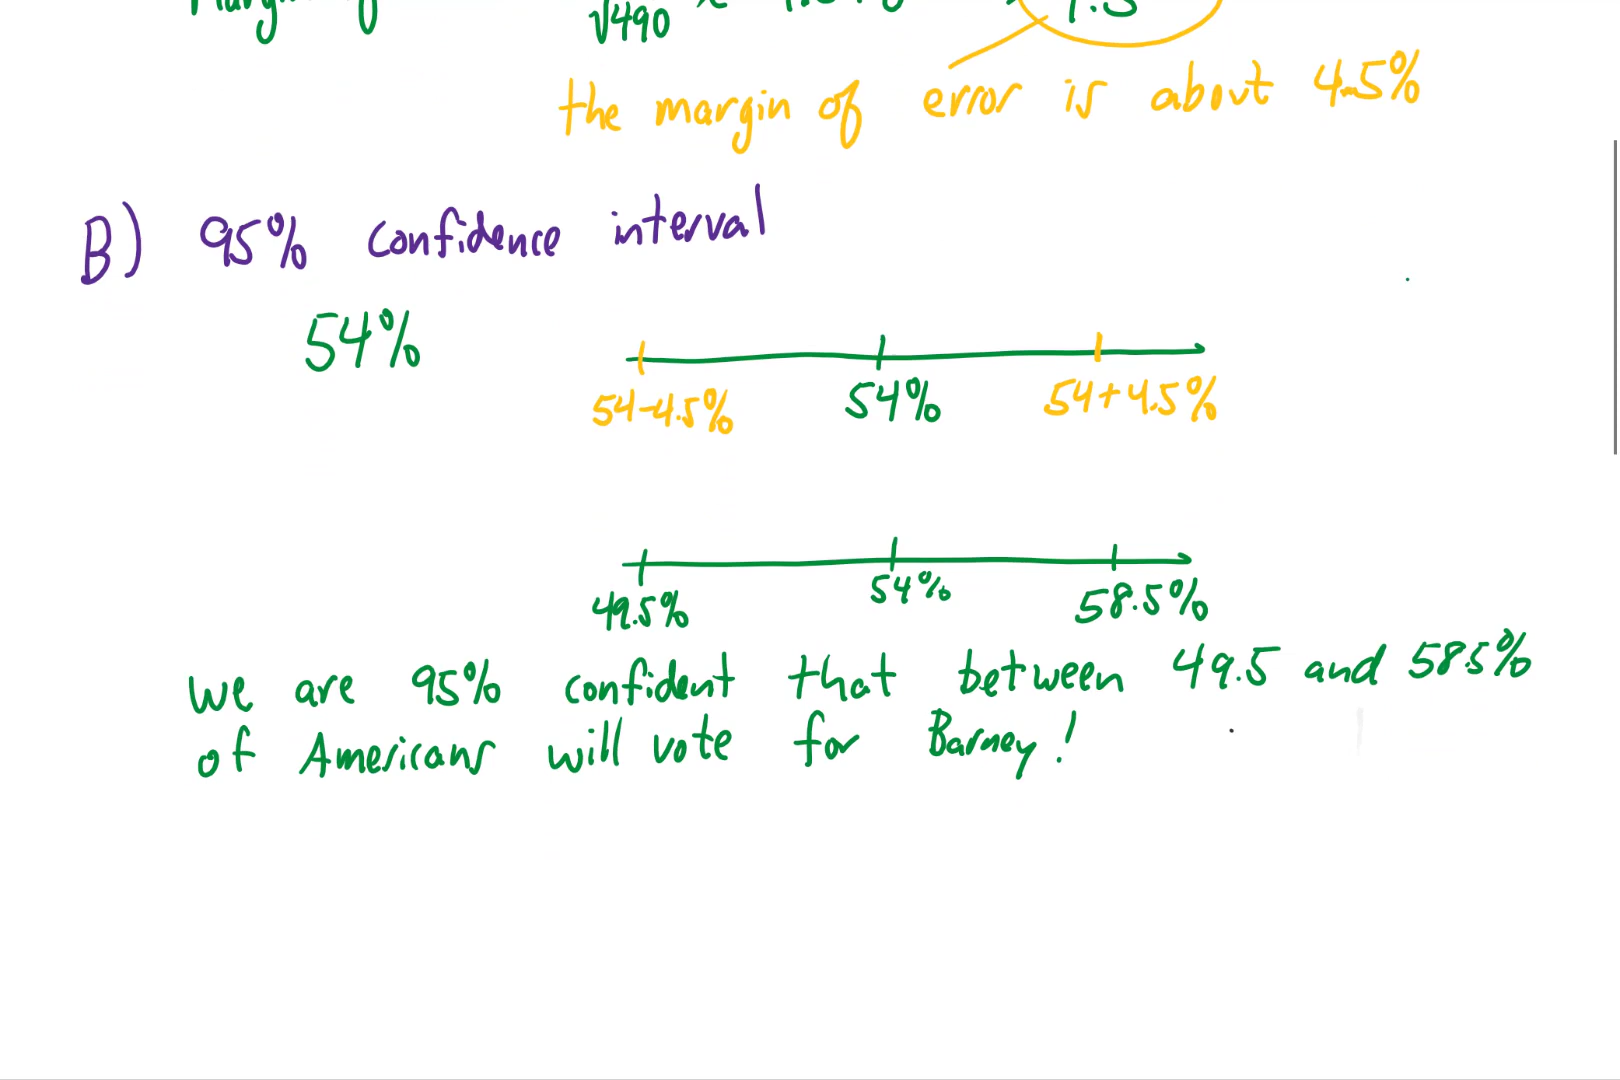 √490
the margin of error is about 4.5%
B) 95% confidence interval
54%
54-4.5% 54% 54+4.5%
49.5% 54% 58.5%
We are 95% confident that between 49.5 and 58.5%
of Americans will vote for Barney!